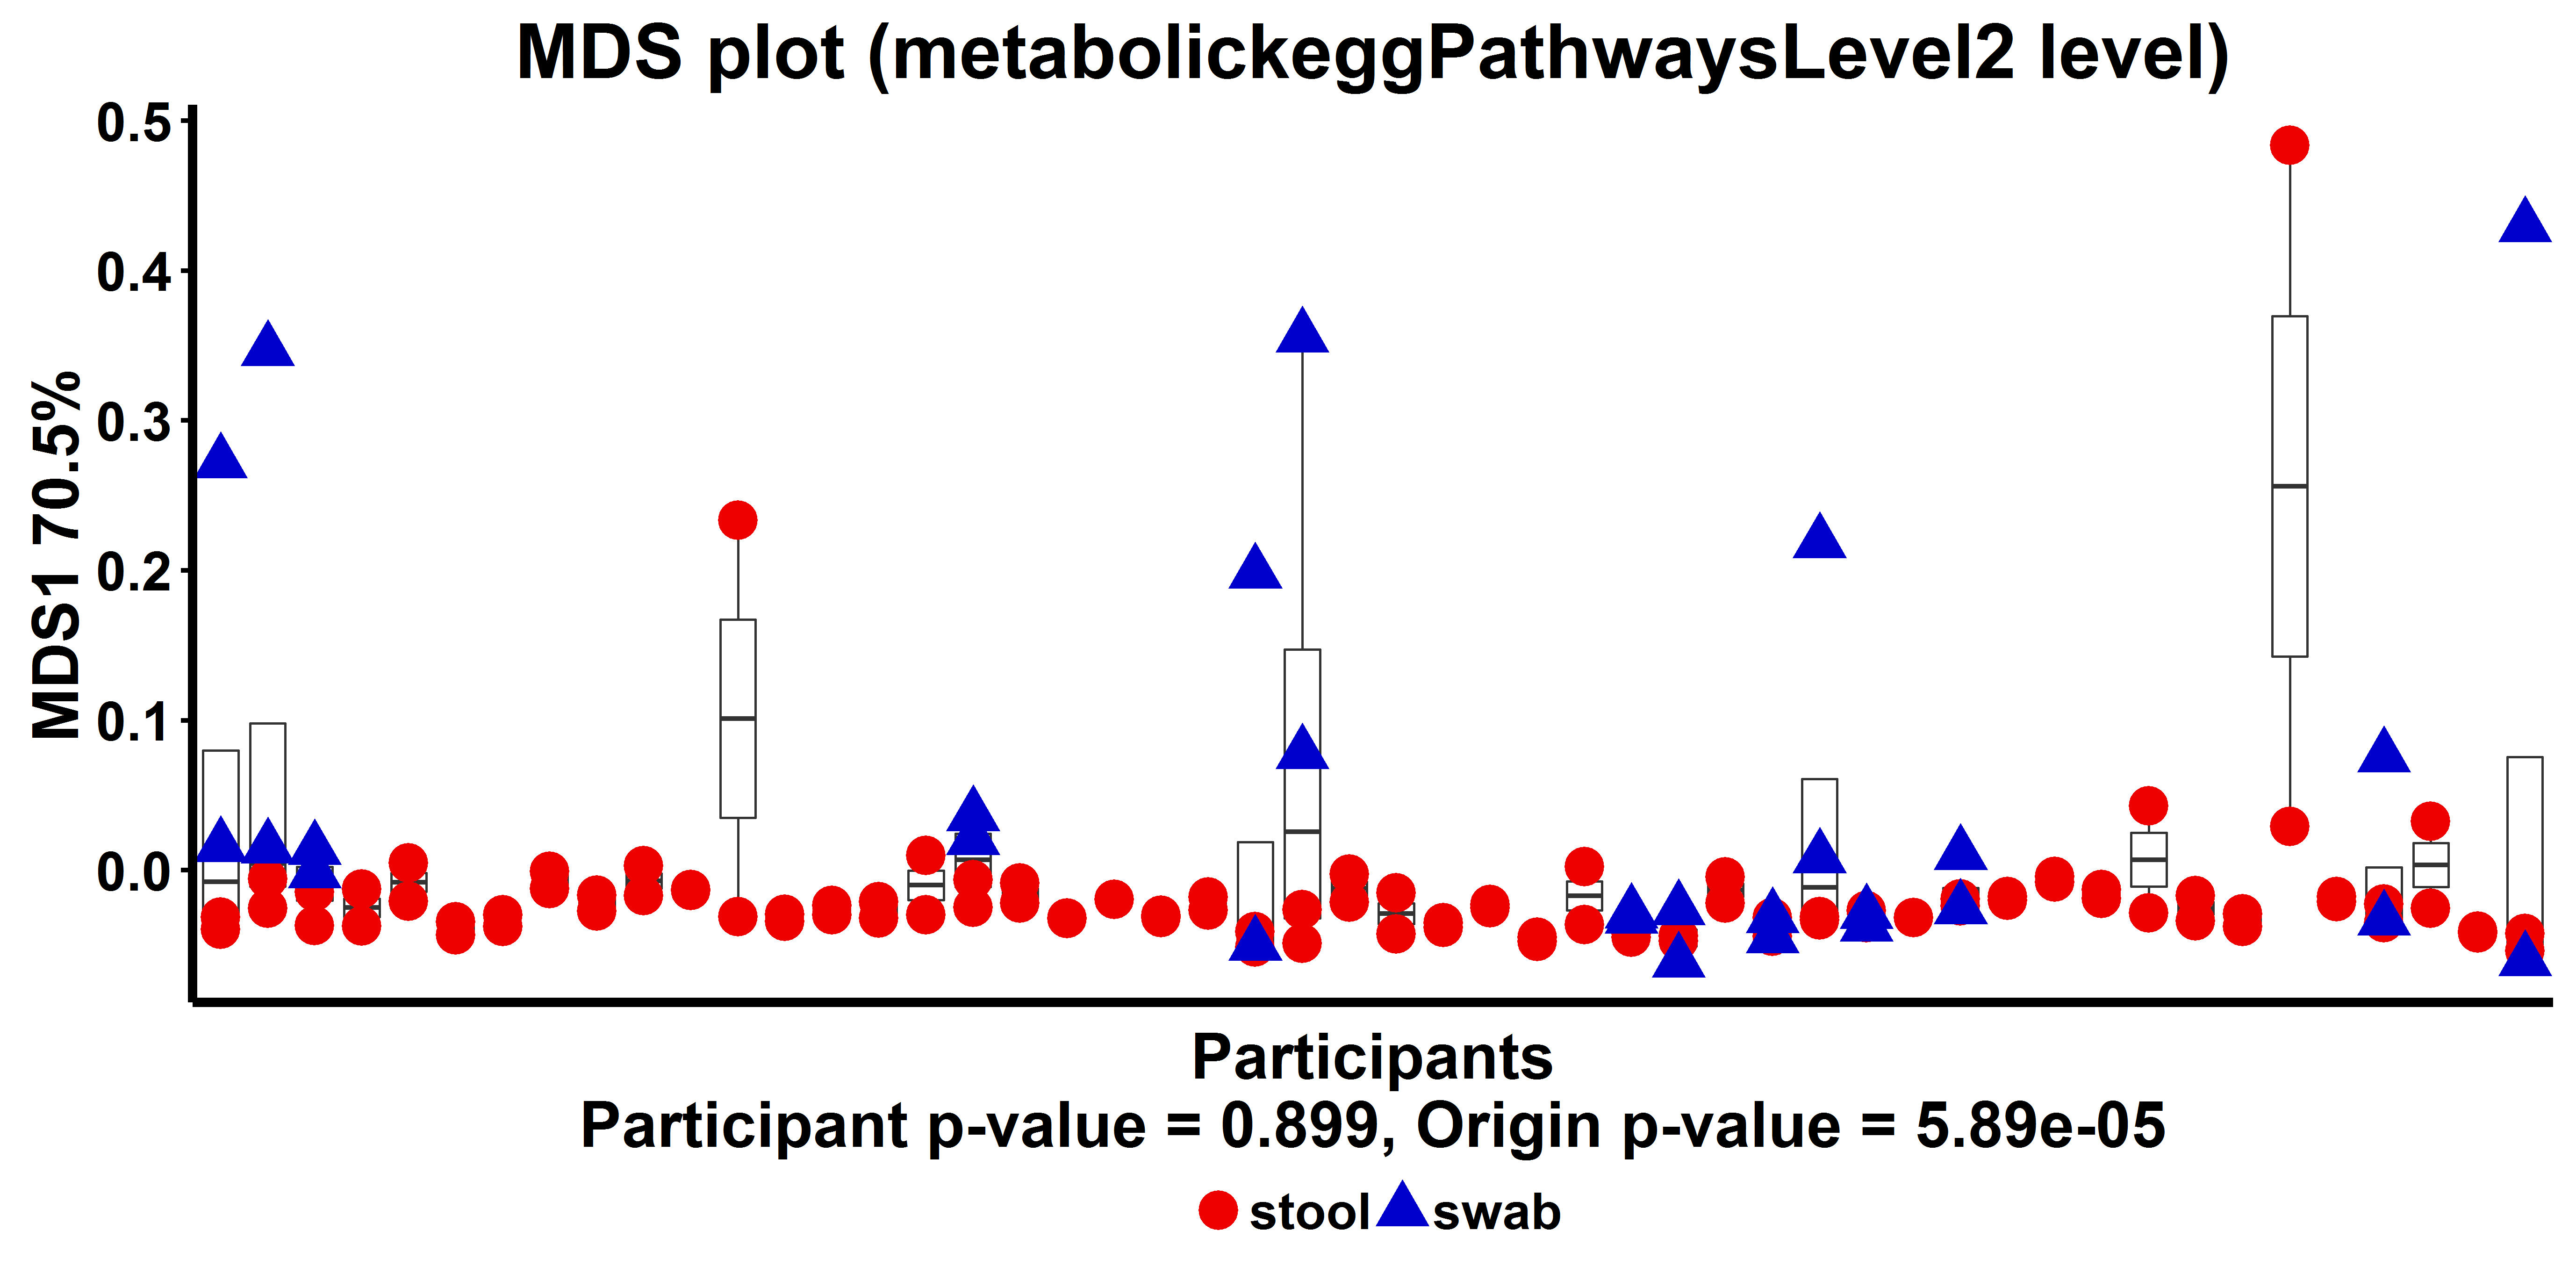 MDS plot (metabolickeggPathwaysLevel2 level)
MDS1 70.5%
0.5
0.4
0.3
0.2
0.1
0.0
Participants
Participant p-value = 0.899, Origin p-value = 5.89e-05
stool swab